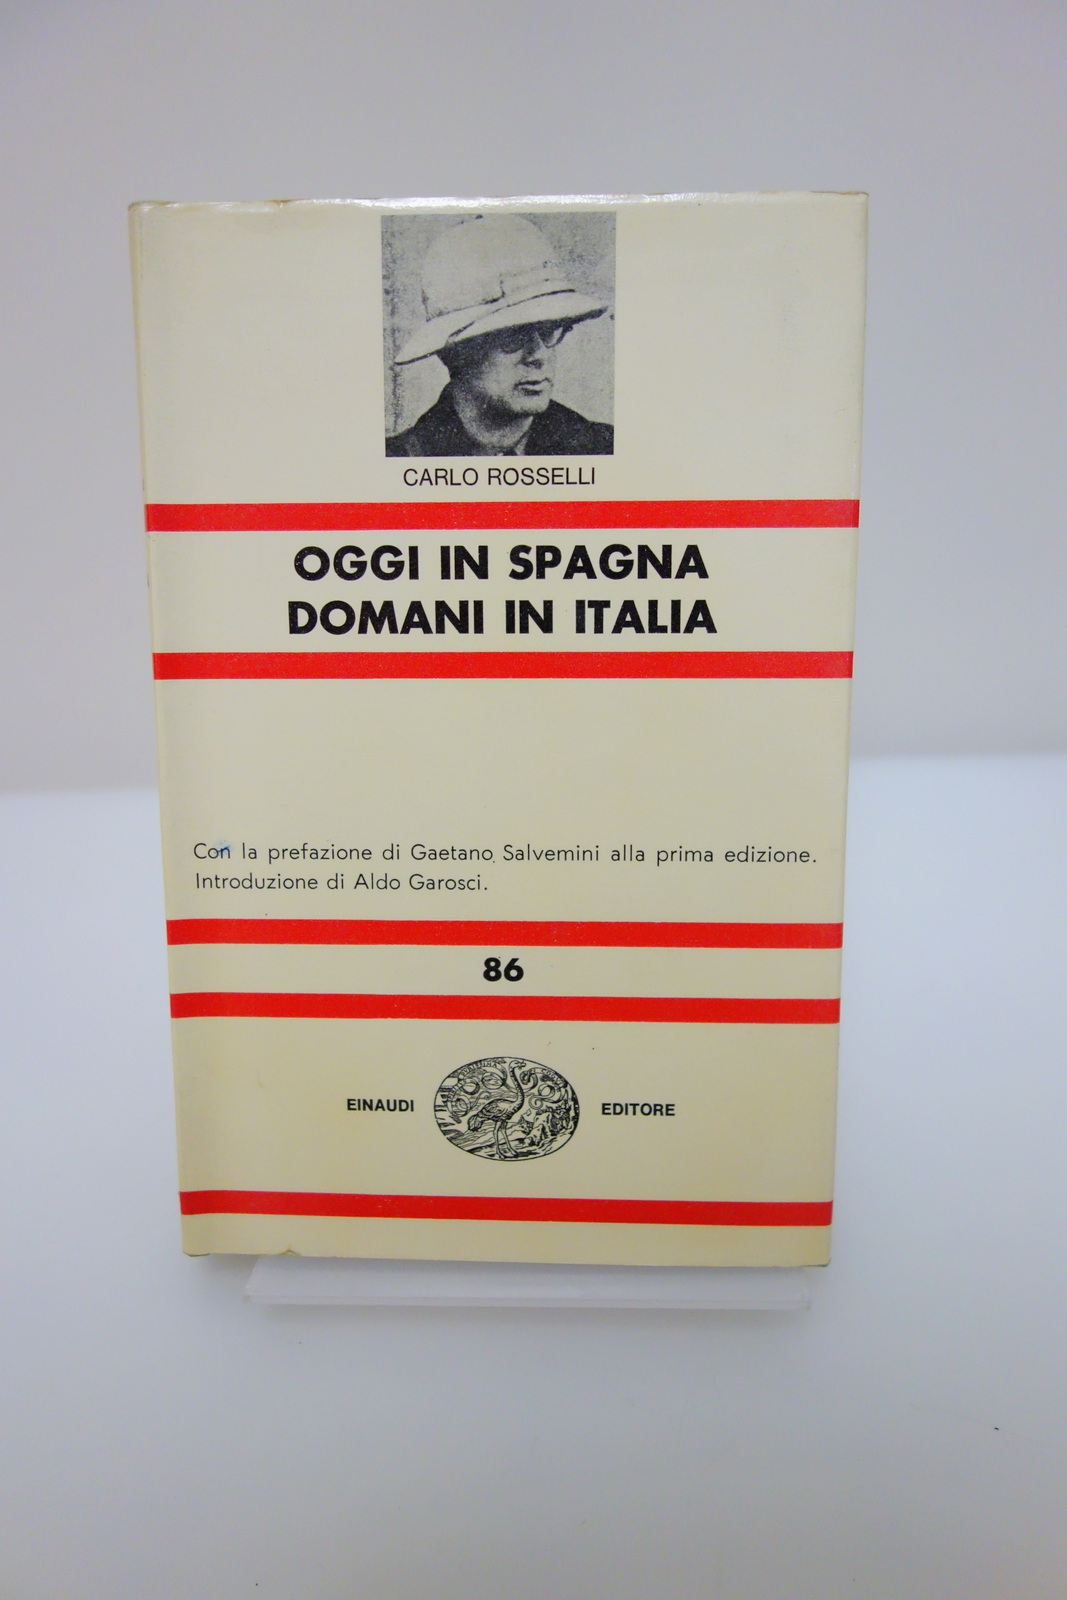 CARLO ROSSELLI
OGGI IN SPAGNA
DOMANI IN ITALIA
Con la prefazione di Gaetano Salvemini alla prima edizione.
Introduzione di Aldo Garosci.
86
EINAUDI EDITORE